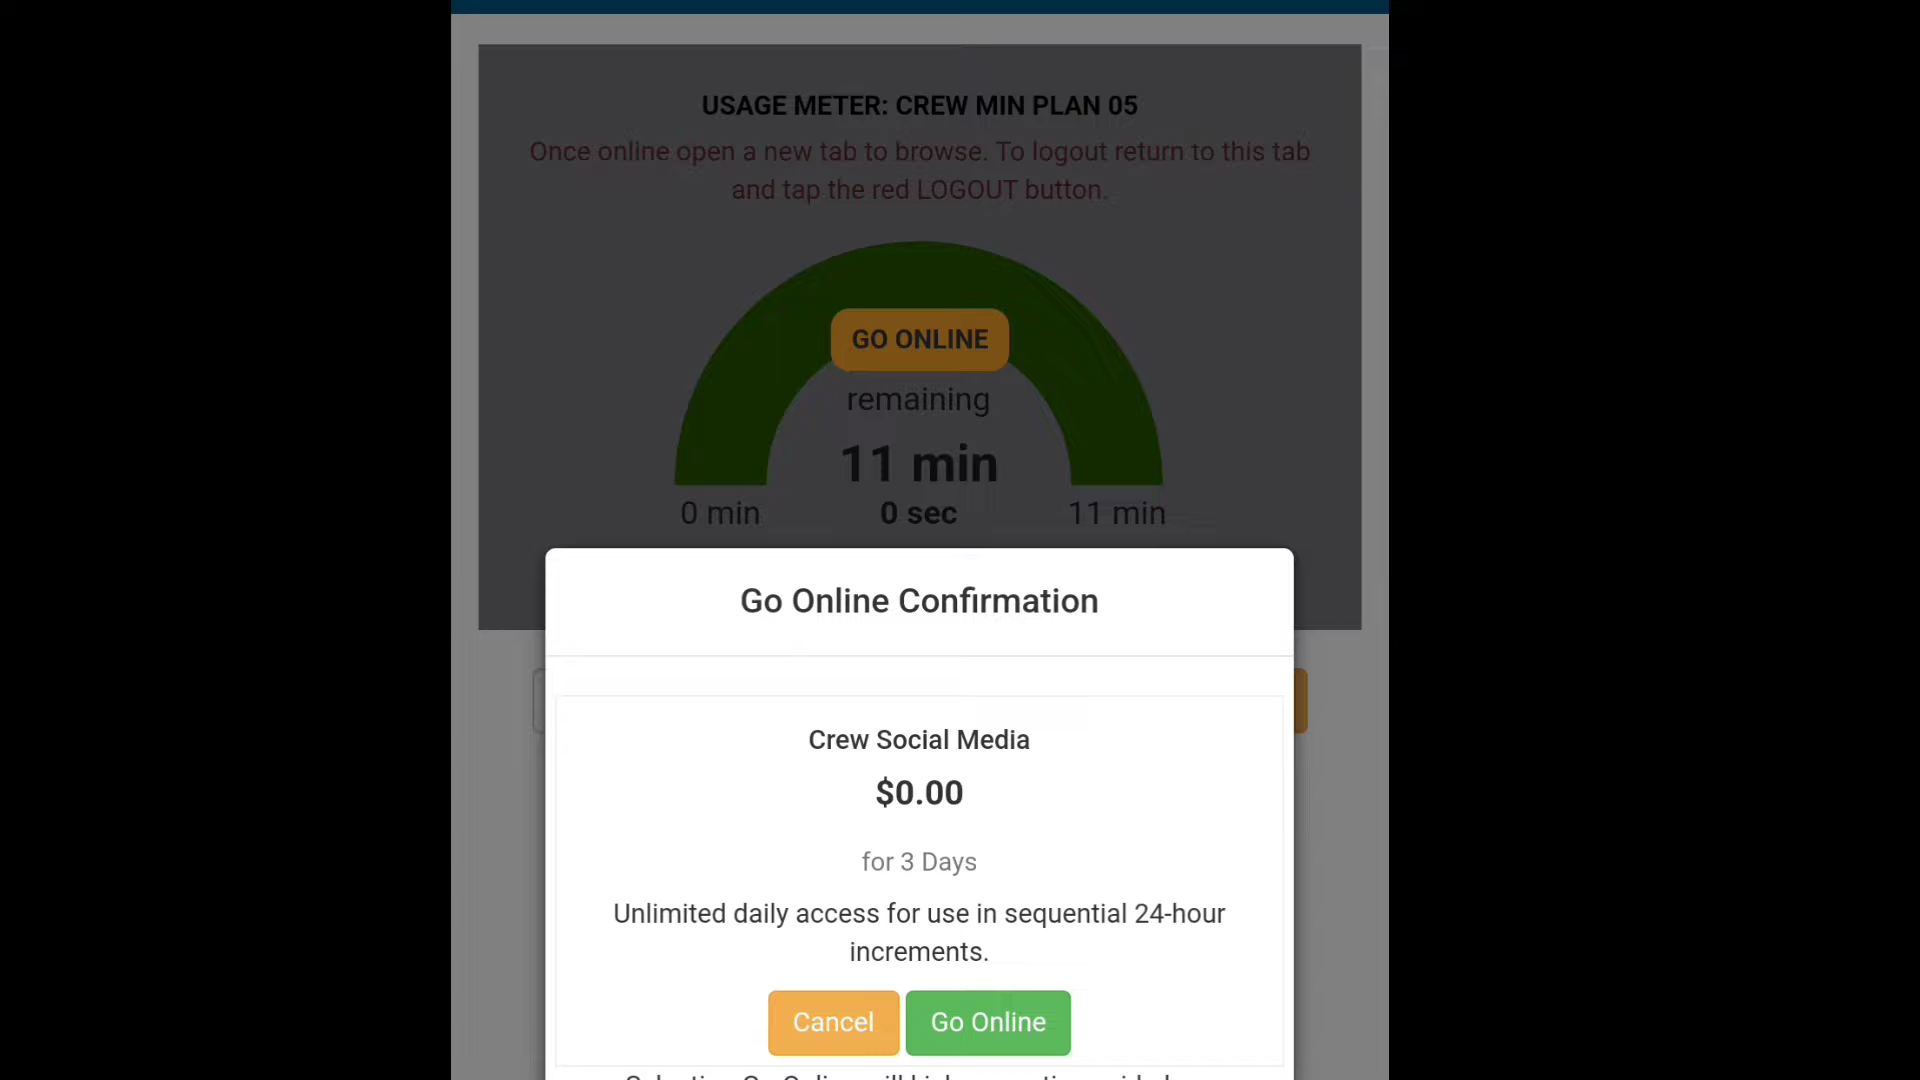 USAGE METER: CREW MIN PLAN 05
Once online open a new tab to browse. To logout return to this tab
and tap the red LOGOUT button.
GO ONLINE
remaining
11 min
0 min
0 sec
11 min
Go Online Confirmation
Crew Social Media
$0.00
for 3 Days
Unlimited daily access for use in sequential 24-hour
increments.
Cancel
Go Online